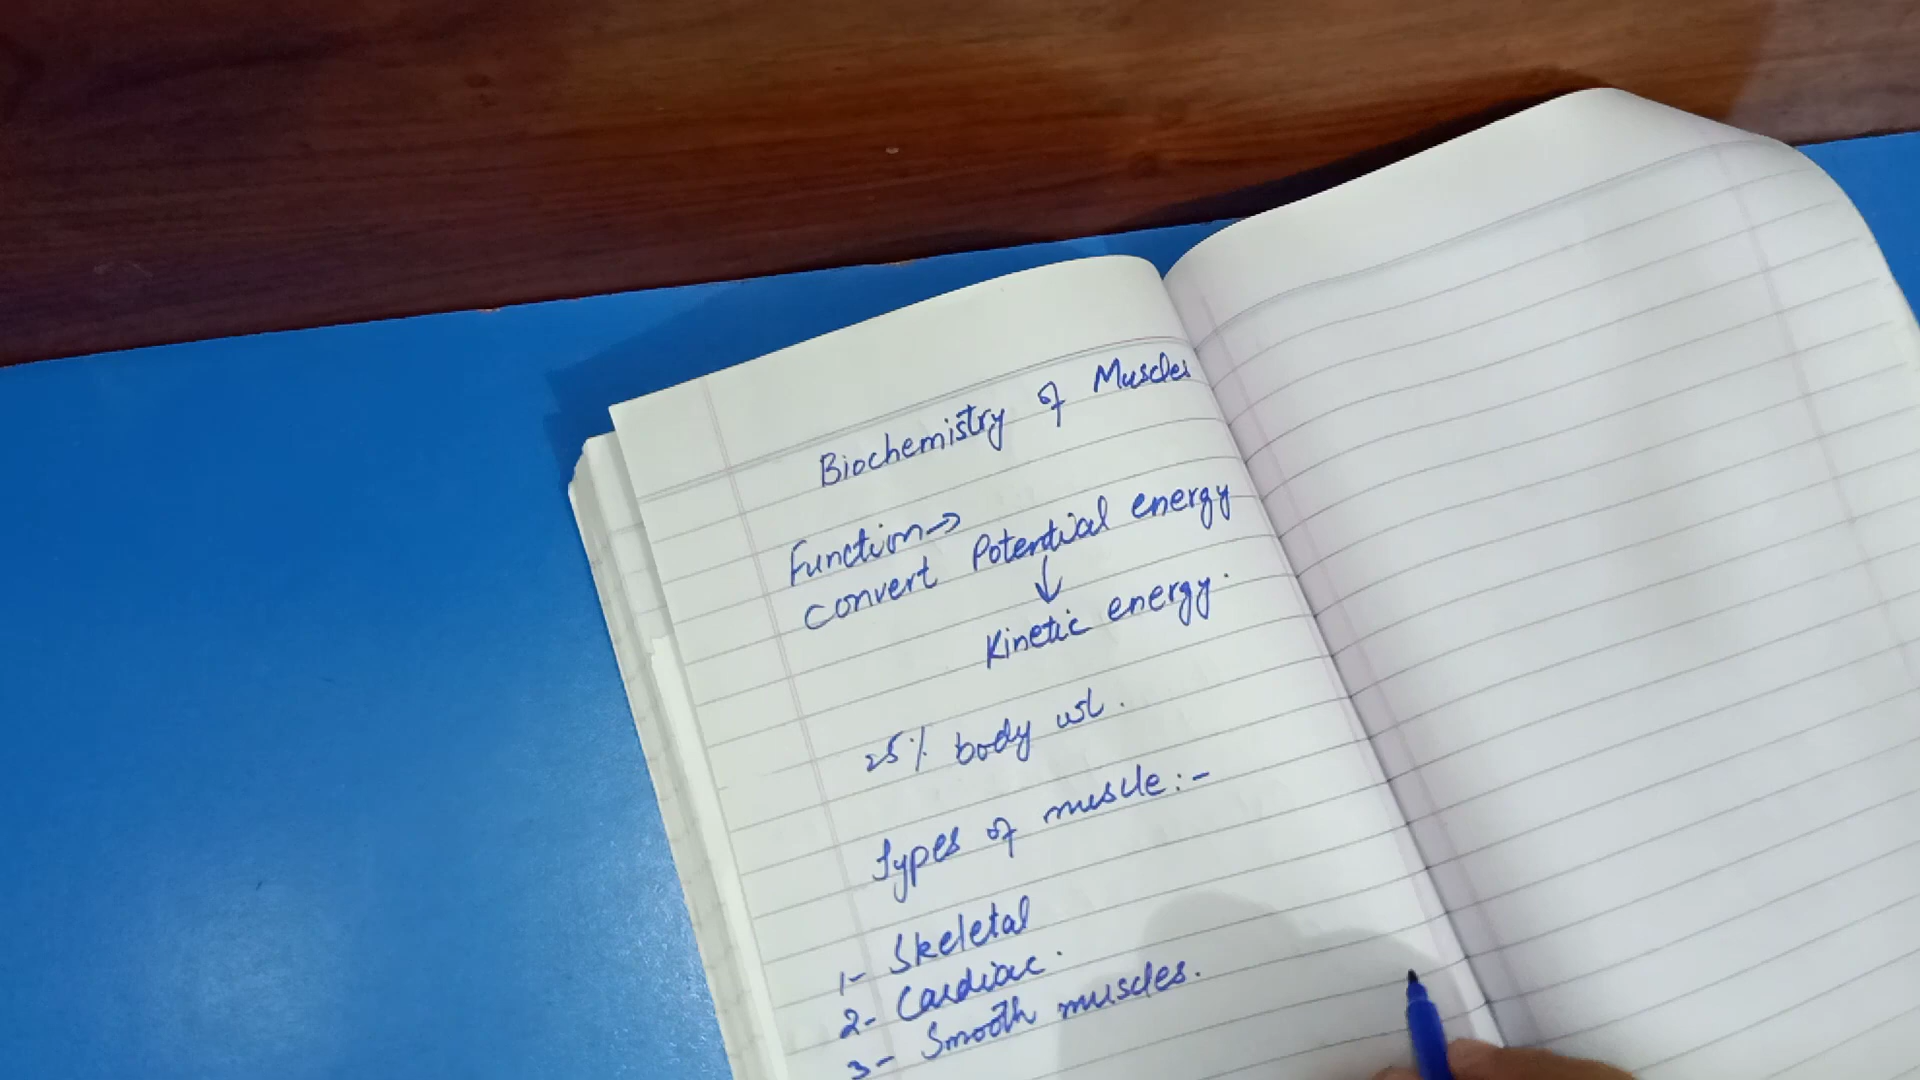 Biochemistry of Muscles
Function→
Convert Potential energy
↓
Kinetic energy.
25% body wt.
Types of muscle:-
1- Skeletal
2- Cardiac.
3- Smooth muscles.